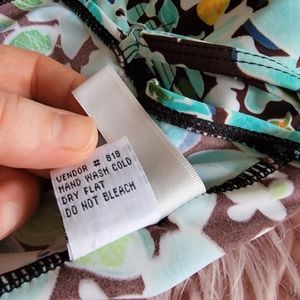 VENDOR # 818
HAND WASH COLD
DRY FLAT
DO NOT BLEACH